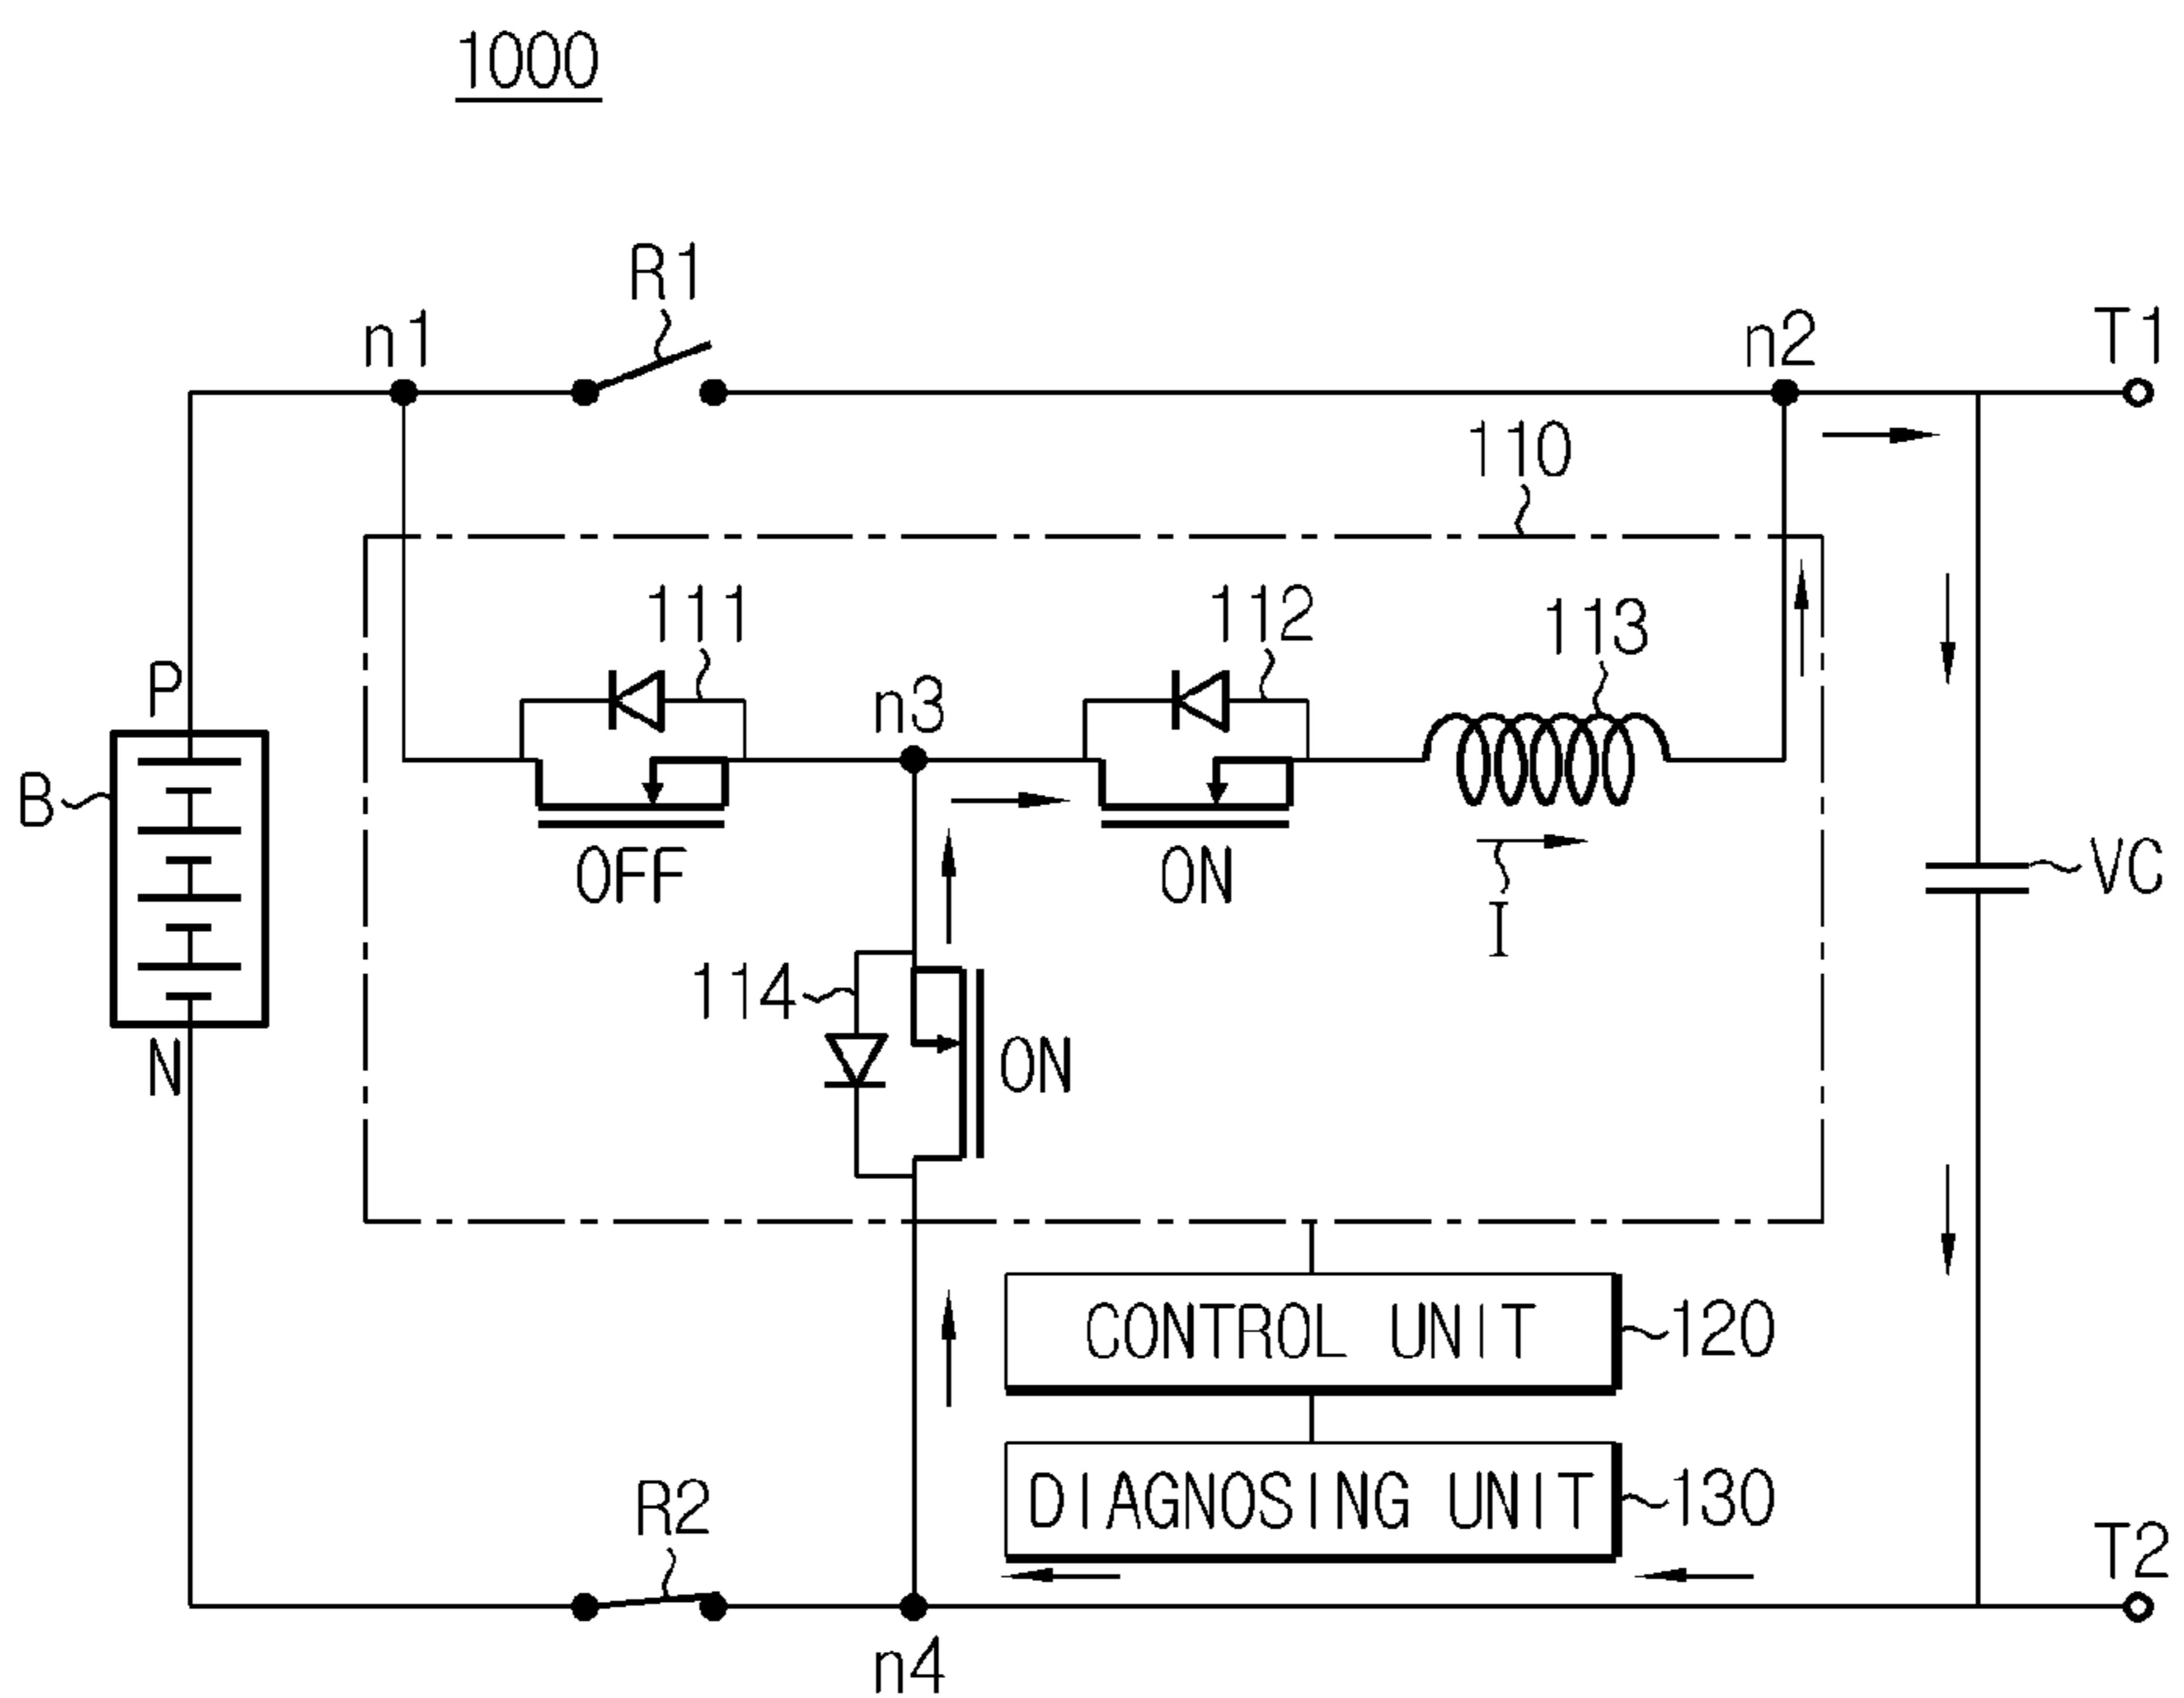 1000
R1
n1
n2
T1
110
111
112
113
P
n3
B
VC
OFF
ON
I
114
N
ON
CONTROL UNIT
120
DIAGNOSING UNIT
130
R2
T2
n4